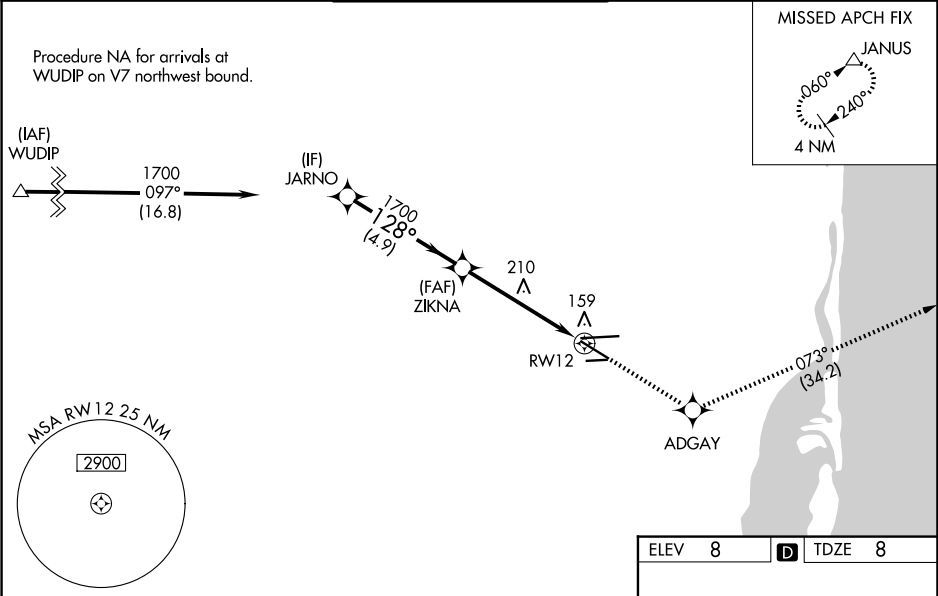 MISSED APCH FIX
JANUS
060°
240°
4 NM
Procedure NA for arrivals at
WUDIP on V7 northwest bound.
(IAF)
WUDIP
1700
097°
(16.8)
(IF)
JARNO
1700
128°
(4.9)
(FAF)
ZIKNA
210
159
RW12
073°
(34.2)
ADGAY
MSA RW12 25 NM
2900
ELEV 8 D TDZE 8